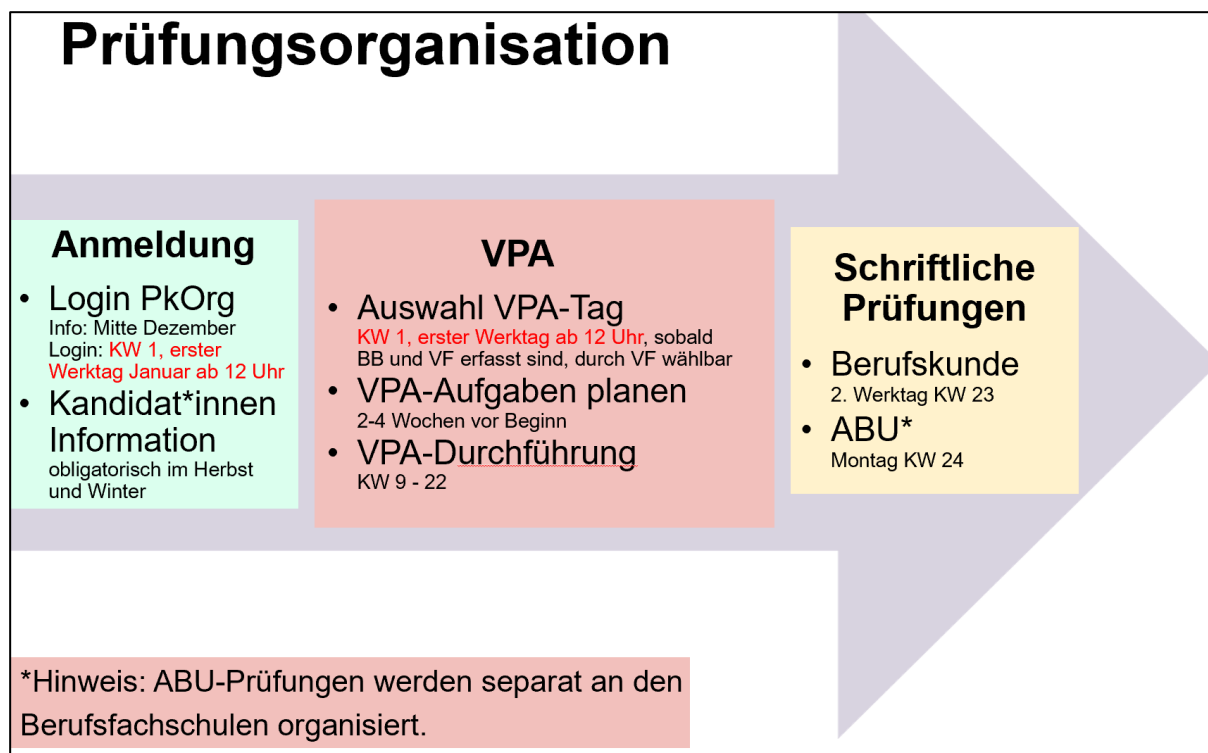 Prüfungsorganisation
Anmeldung
• Login PkOrg
Info: Mitte Dezember
Login: KW 1, erster
Werktag Januar ab 12 Uhr
• Kandidat*innen
Information
obligatorisch im Herbst
und Winter
VPA
• Auswahl VPA-Tag
KW 1, erster Werktag ab 12 Uhr, sobald
BB und VF erfasst sind, durch VF wählbar
• VPA-Aufgaben planen
2-4 Wochen vor Beginn
• VPA-Durchführung
KW 9 - 22
Schriftliche
Prüfungen
• Berufskunde
2. Werktag KW 23
• ABU*
Montag KW 24
*Hinweis: ABU-Prüfungen werden separat an den
Berufsfachschulen organisiert.